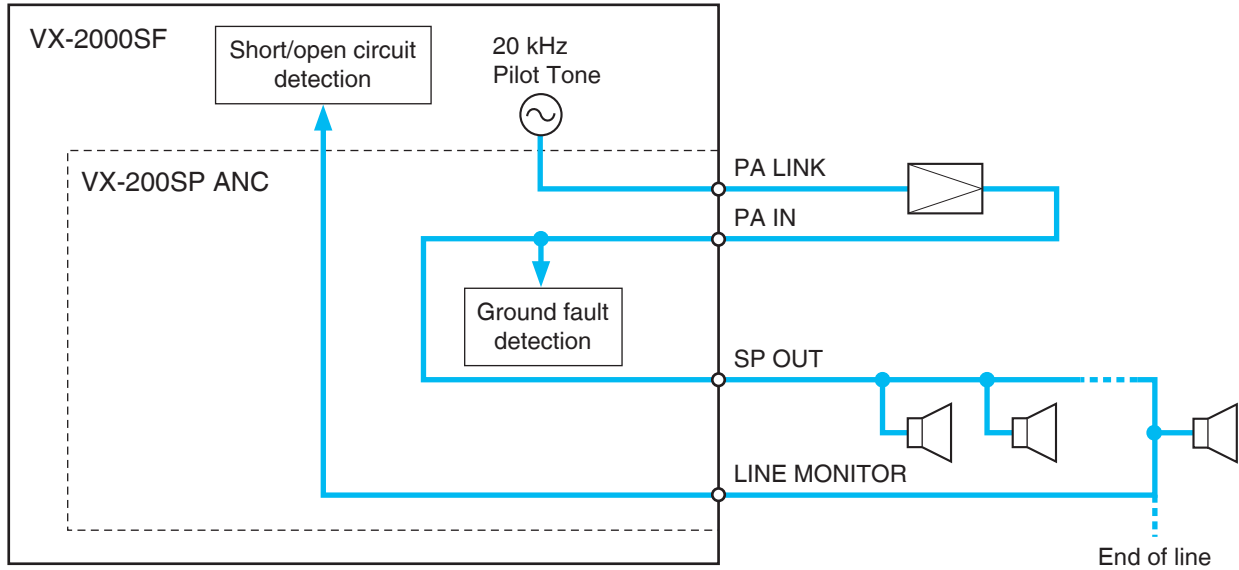 VX-2000SF
Short/open circuit
detection
20 kHz
Pilot Tone
VX-200SP ANC
PA LINK
PA IN
Ground fault
detection
SP OUT
LINE MONITOR
End of line